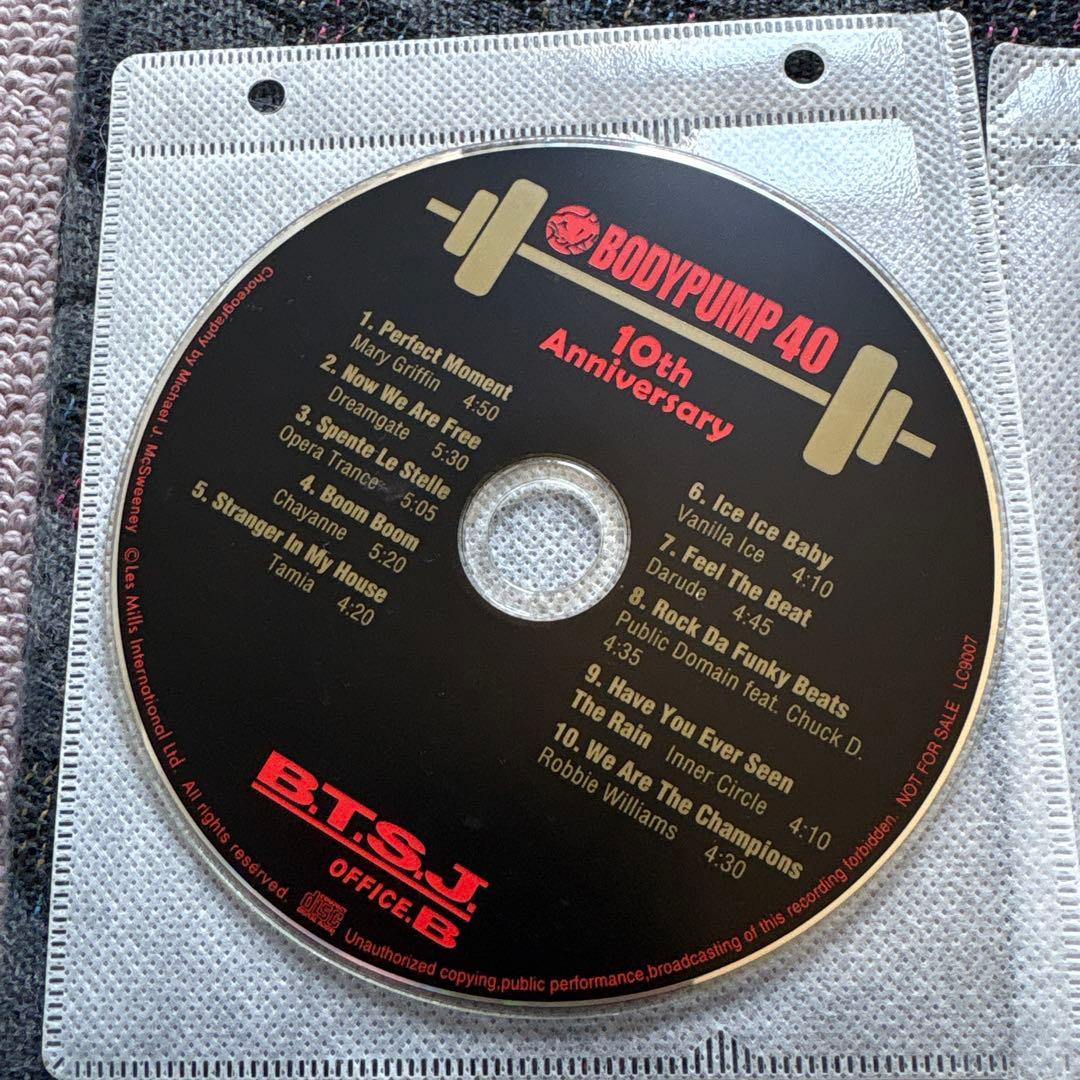 BODYPUMP 40
10th
Anniversary
1. Perfect Moment
Mary Griffin 4:50
2. Now We Are Free
Dreamgate 5:30
3. Spente Le Stelle
Opera Trance 5:05
4. Boom Boom
Chayanne 5:20
5. Stranger In My House
Tamia 4:20
6. Ice Ice Baby
Vanilla Ice 4:10
7. Feel The Beat
Darude 4:45
8. Rock Da Funky Beats
Public Domain feat. Chuck D.
4:35
9. Have You Ever Seen
The Rain Inner Circle 4:10
10. We Are The Champions
Robbie Williams 4:30
B.T.S.J.
OFFICE.B
COMPACT
disc
DIGITAL AUDIO
Choreography by Michael J. McSweeney ©Les Mills International Ltd. All rights reserved. Unauthorized copying,public performance,broadcasting of this recording forbidden. NOT FOR SALE LC9007